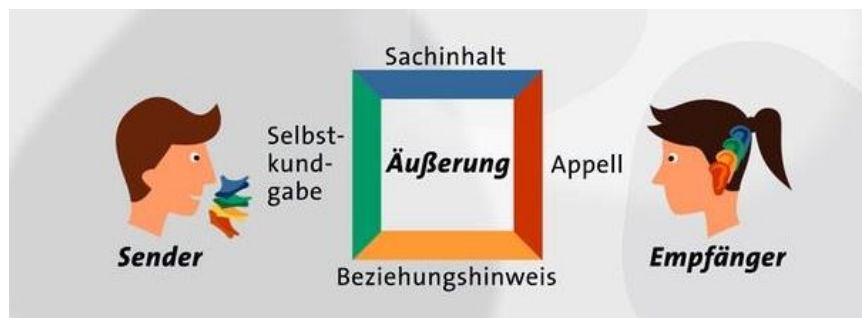 Sachinhalt
Selbst-
kund-
gabe
Äußerung
Appell
Sender
Empfänger
Beziehungshinweis